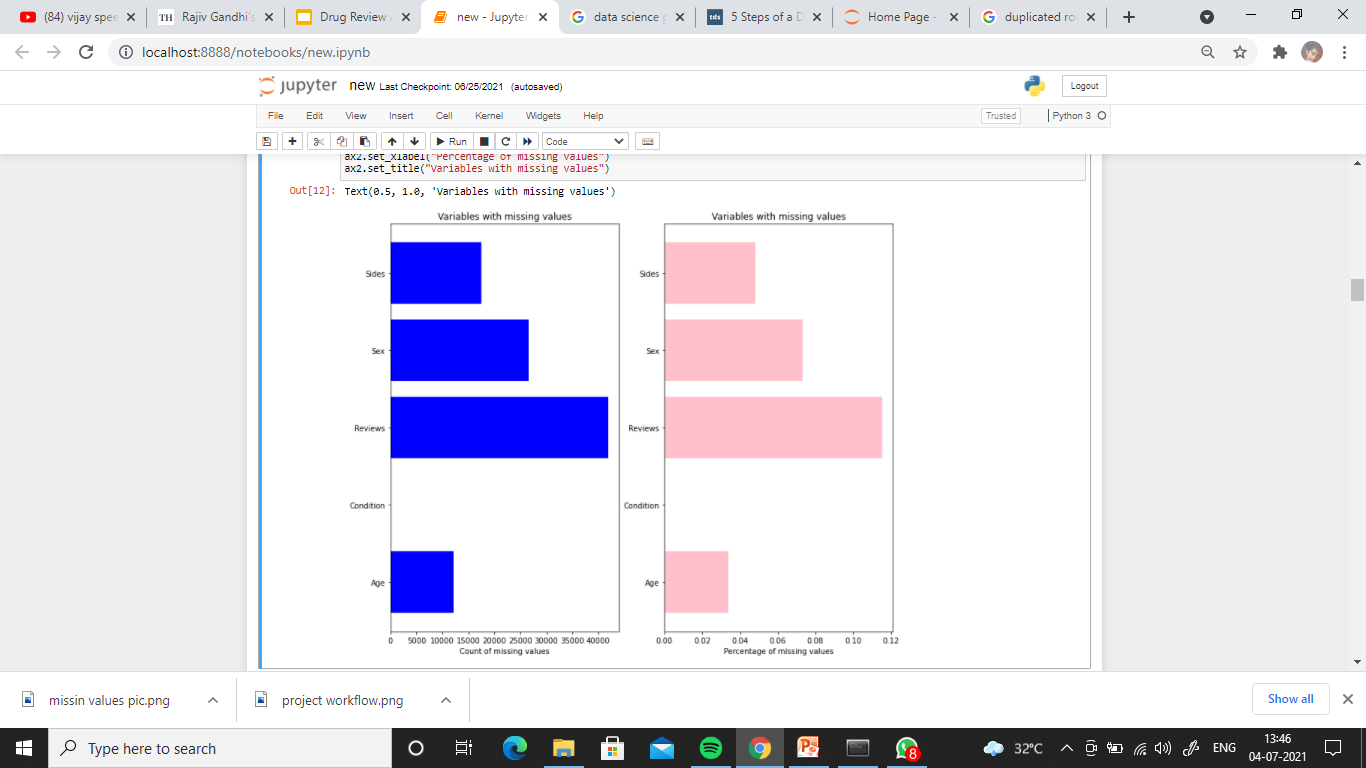 (84) vijay spee
TH Rajiv Gandhi's
Drug Review A
new - Jupyter
data science p
tds 5 Steps of a D
Home Page -
duplicated ro
localhost:8888/notebooks/new.ipynb
jupyter new Last Checkpoint: 06/25/2021 (autosaved)
Logout
File Edit View Insert Cell Kernel Widgets Help
Trusted
Python 3
Run
Code
ax2.set_xlabel("Percentage of missing values")
ax2.set_title("Variables with missing values")
Out[12]: Text(0.5, 1.0, 'Variables with missing values')
Variables with missing values
Sides
Sex
Reviews
Condition
Age
0 5000 10000 15000 20000 25000 30000 35000 40000
Count of missing values
Variables with missing values
Sides
Sex
Reviews
Condition
Age
0.00 0.02 0.04 0.06 0.08 0.10 0.12
Percentage of missing values
missin values pic.png
project workflow.png
Show all
Type here to search
8
32°C
ENG
13:46
04-07-2021